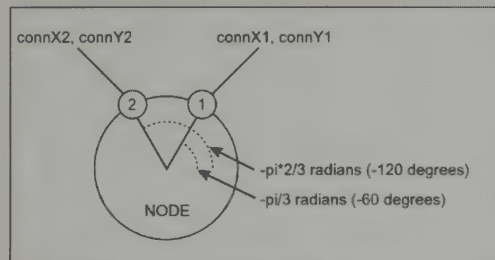 connX2, connY2
connX1, connY1
2
1
-pi*2/3 radians (-120 degrees)
-pi/3 radians (-60 degrees)
NODE